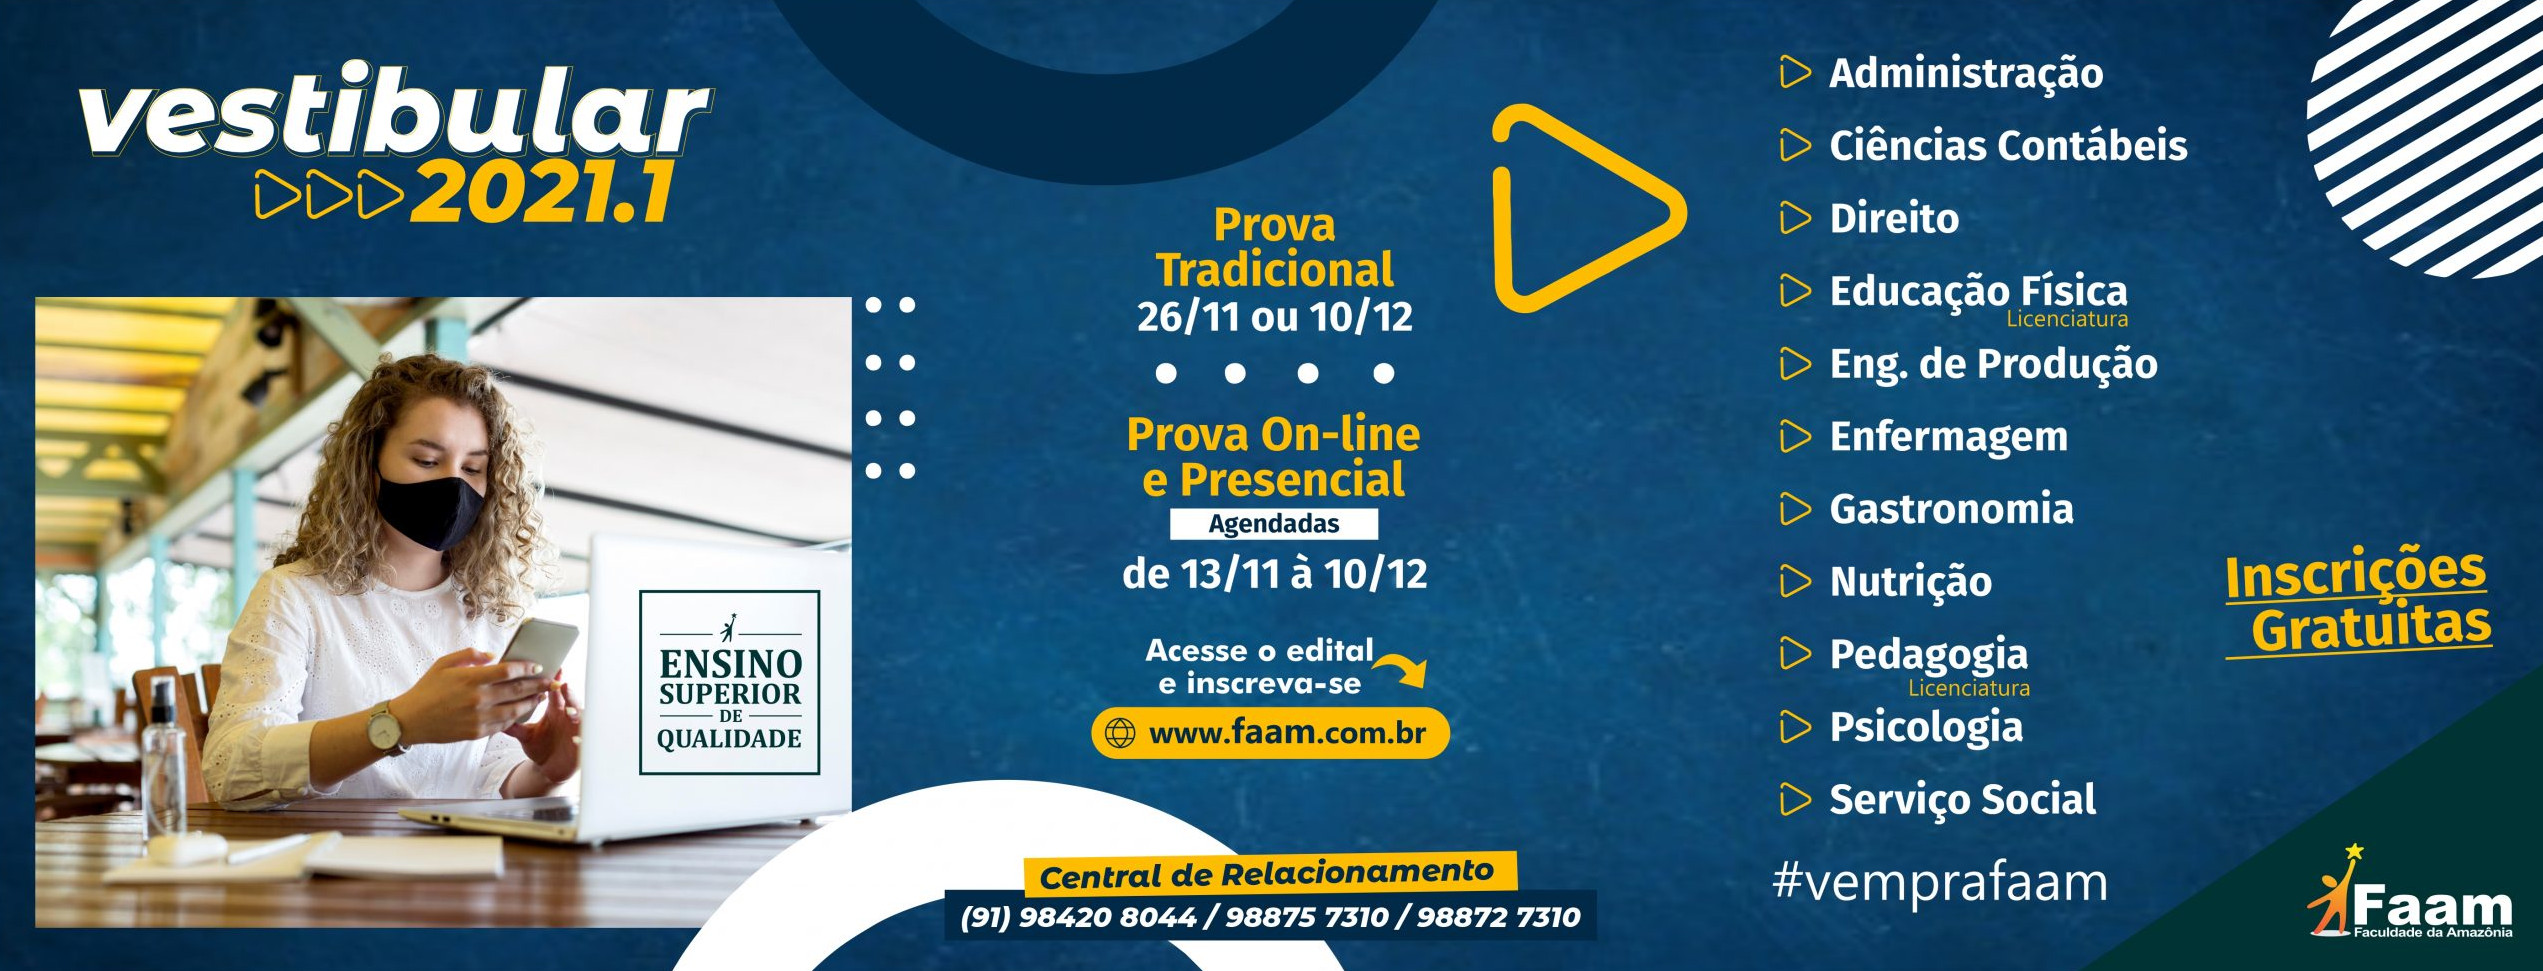 vestibular
2021.1
ENSINO
SUPERIOR
DE
QUALIDADE
Prova
Tradicional
26/11 ou 10/12
Prova On-line
e Presencial
Agendadas
de 13/11 à 10/12
Acesse o edital
e inscreva-se
www.faam.com.br
Central de Relacionamento
(91) 98420 8044 / 98875 7310 / 98872 7310
Administração
Ciências Contábeis
Direito
Educação Física
Licenciatura
Eng. de Produção
Enfermagem
Gastronomia
Nutrição
Pedagogia
Licenciatura
Psicologia
Serviço Social
#vemprafaam
Inscrições
Gratuitas
Faam
Faculdade da Amazônia